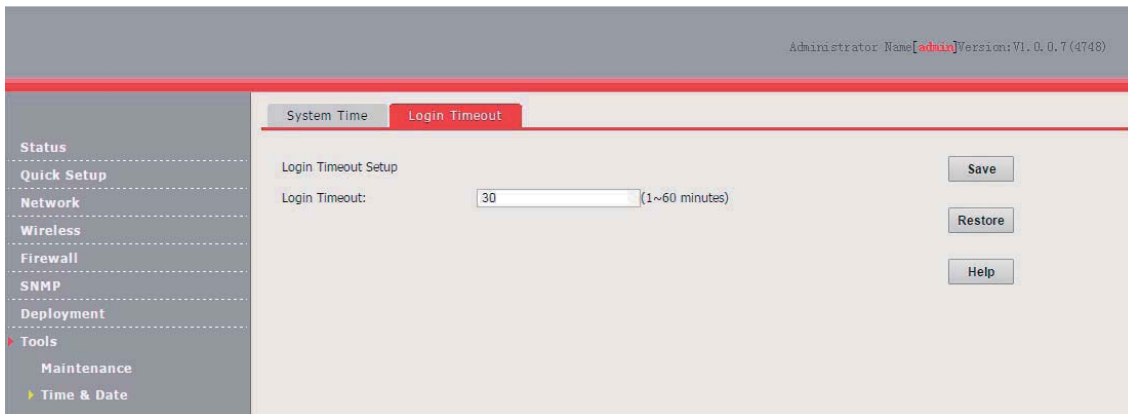 Administrator Name[admin]Version:V1.0.0.7(4748)
System Time Login Timeout
Status
Quick Setup
Network
Wireless
Firewall
SNMP
Deployment
Tools
Maintenance
Time & Date
Login Timeout Setup
Login Timeout: 30 (1~60 minutes)
Save
Restore
Help